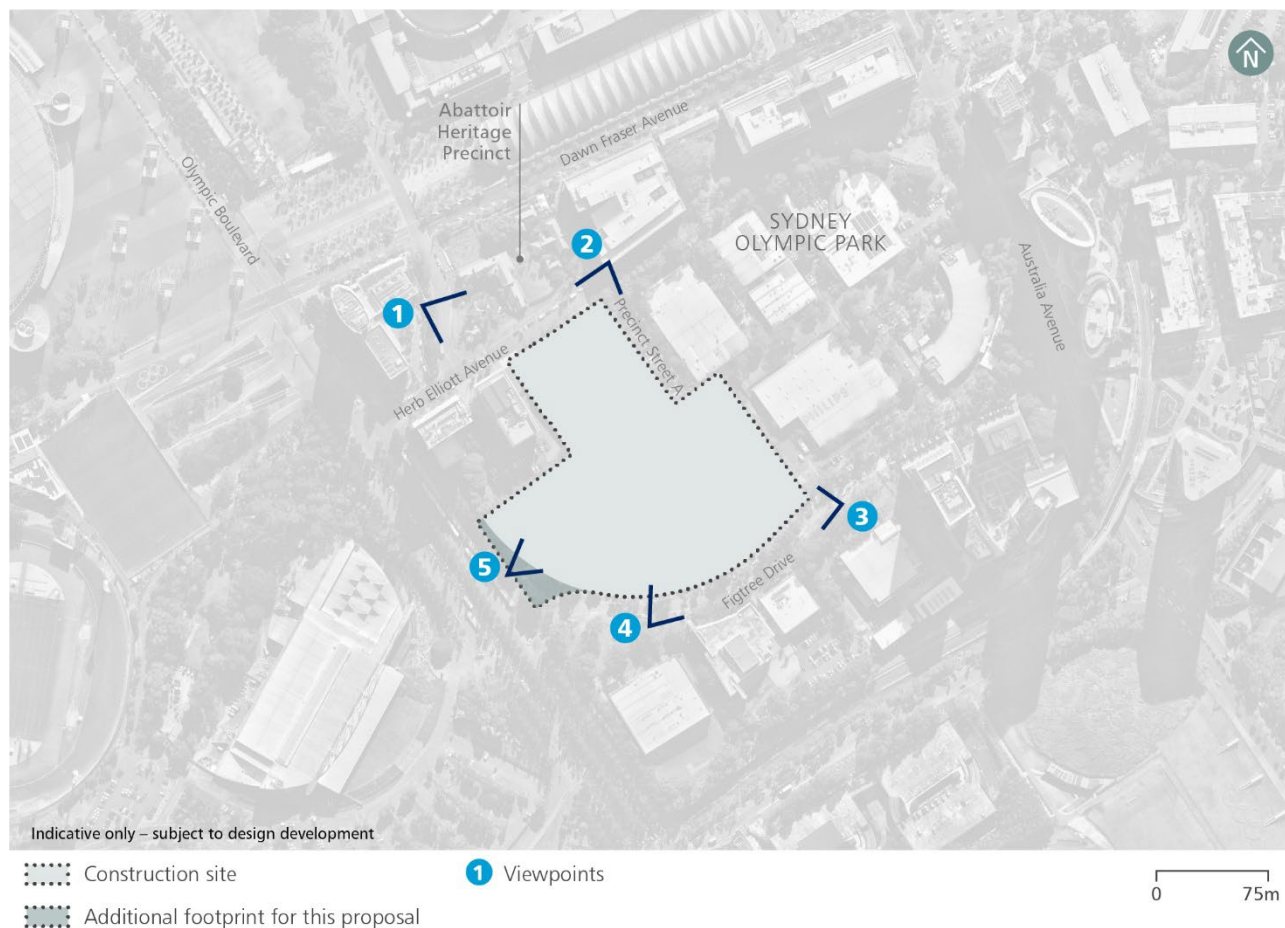 N
Abattoir
Heritage
Precinct
Dawn Fraser Avenue
Olympic Boulevard
SYDNEY
OLYMPIC PARK
2
Australia Avenue
1
Precinct Street A
Herb Elliott Avenue
3
5
Figtree Drive
4
Indicative only – subject to design development
Construction site
1 Viewpoints
0 75m
Additional footprint for this proposal